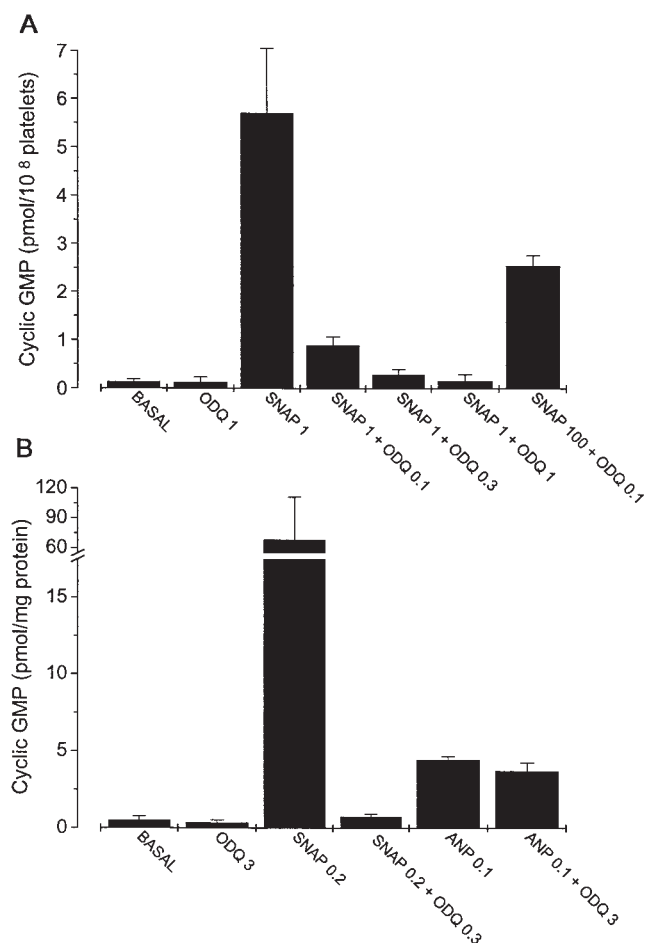 A
Cyclic GMP (pmol/10 8 platelets)
7
6
5
4
3
2
1
0
BASAL
ODQ 1
SNAP 1
SNAP 1 + ODQ 0.1
SNAP 1 + ODQ 0.3
SNAP 1 + ODQ 1
SNAP 100 + ODQ 0.1
B
Cyclic GMP (pmol/mg protein)
120
90
60
15
10
5
0
BASAL
ODQ 3
SNAP 0.2
SNAP 0.2 + ODQ 0.3
ANP 0.1
ANP 0.1 + ODQ 3